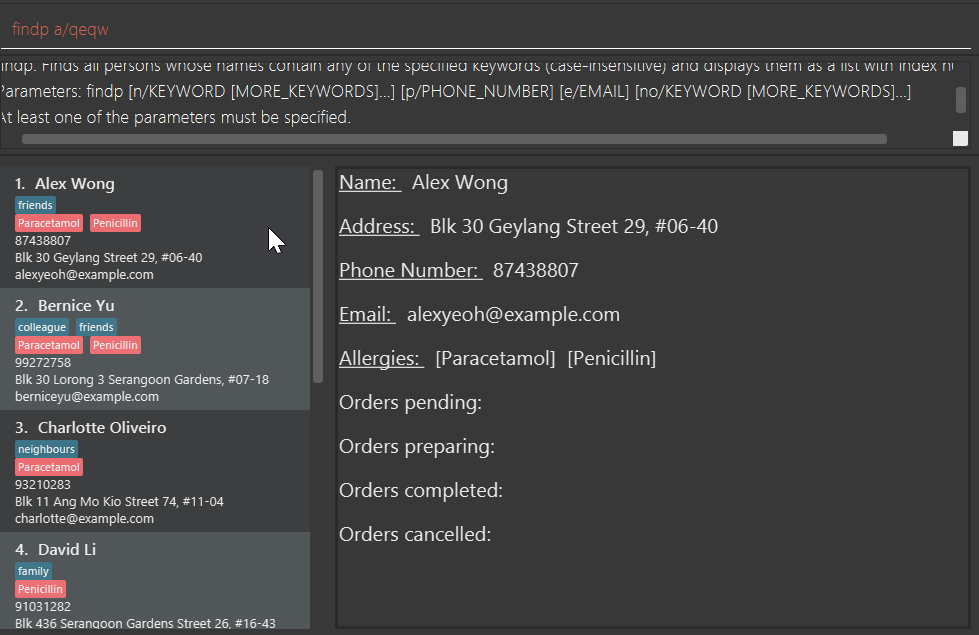 findp a/qeqw
findp: Finds all persons whose names contain any of the specified keywords (case-insensitive) and displays them as a list with index
Parameters: findp [n/KEYWORD [MORE_KEYWORDS]...] [p/PHONE_NUMBER] [e/EMAIL] [no/KEYWORD [MORE_KEYWORDS]...]
At least one of the parameters must be specified.
1. Alex Wong
friends
Paracetamol Penicillin
87438807
Blk 30 Geylang Street 29, #06-40
alexyeoh@example.com
2. Bernice Yu
colleague friends
Paracetamol Penicillin
99272758
Blk 30 Lorong 3 Serangoon Gardens, #07-18
berniceyu@example.com
3. Charlotte Oliveiro
neighbours
Paracetamol
93210283
Blk 11 Ang Mo Kio Street 74, #11-04
charlotte@example.com
4. David Li
family
Penicillin
91031282
Blk 436 Serangoon Gardens Street 26, #16-43
Name: Alex Wong
Address: Blk 30 Geylang Street 29, #06-40
Phone Number: 87438807
Email: alexyeoh@example.com
Allergies: [Paracetamol] [Penicillin]
Orders pending:
Orders preparing:
Orders completed:
Orders cancelled: